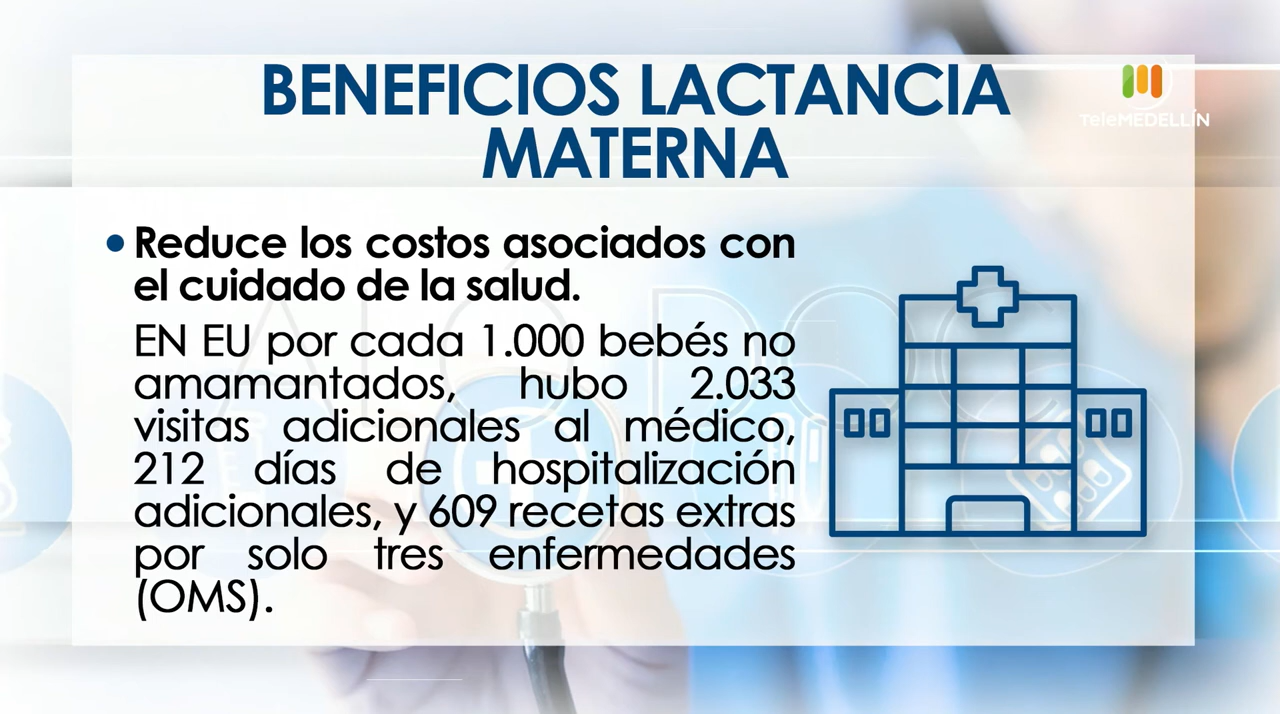 BENEFICIOS LACTANCIA
MATERNA
TeleMEDELLÍN
• Reduce los costos asociados con
el cuidado de la salud.
EN EU por cada 1.000 bebés no
amamantados, hubo 2.033
visitas adicionales al médico,
212 días de hospitalización
adicionales, y 609 recetas extras
por solo tres enfermedades
(OMS).